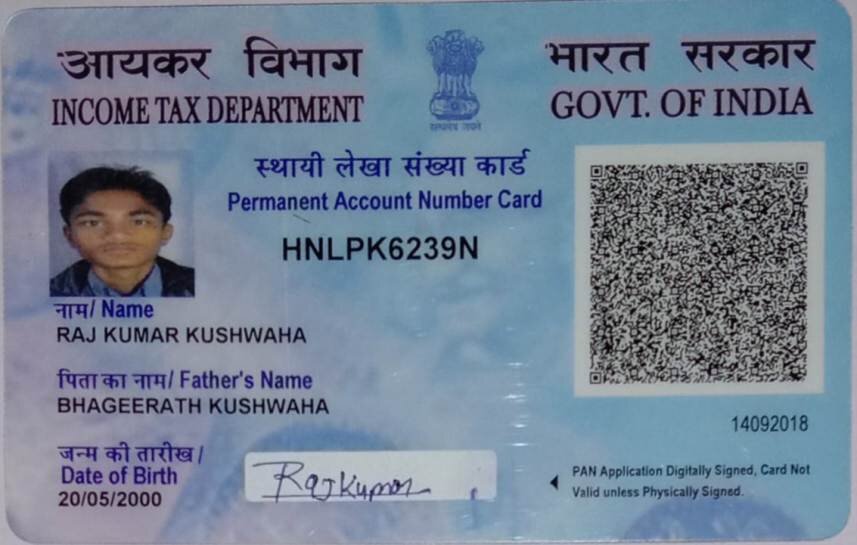 आयकर विभाग
INCOME TAX DEPARTMENT
भारत सरकार
GOVT. OF INDIA
सत्यमेव जयते
स्थायी लेखा संख्या कार्ड
Permanent Account Number Card
HNLPK6239N
नाम/ Name
RAJ KUMAR KUSHWAHA
पिता का नाम/ Father's Name
BHAGEERATH KUSHWAHA
जन्म की तारीख /
Date of Birth
20/05/2000
RajKumar
14092018
PAN Application Digitally Signed, Card Not
Valid unless Physically Signed.